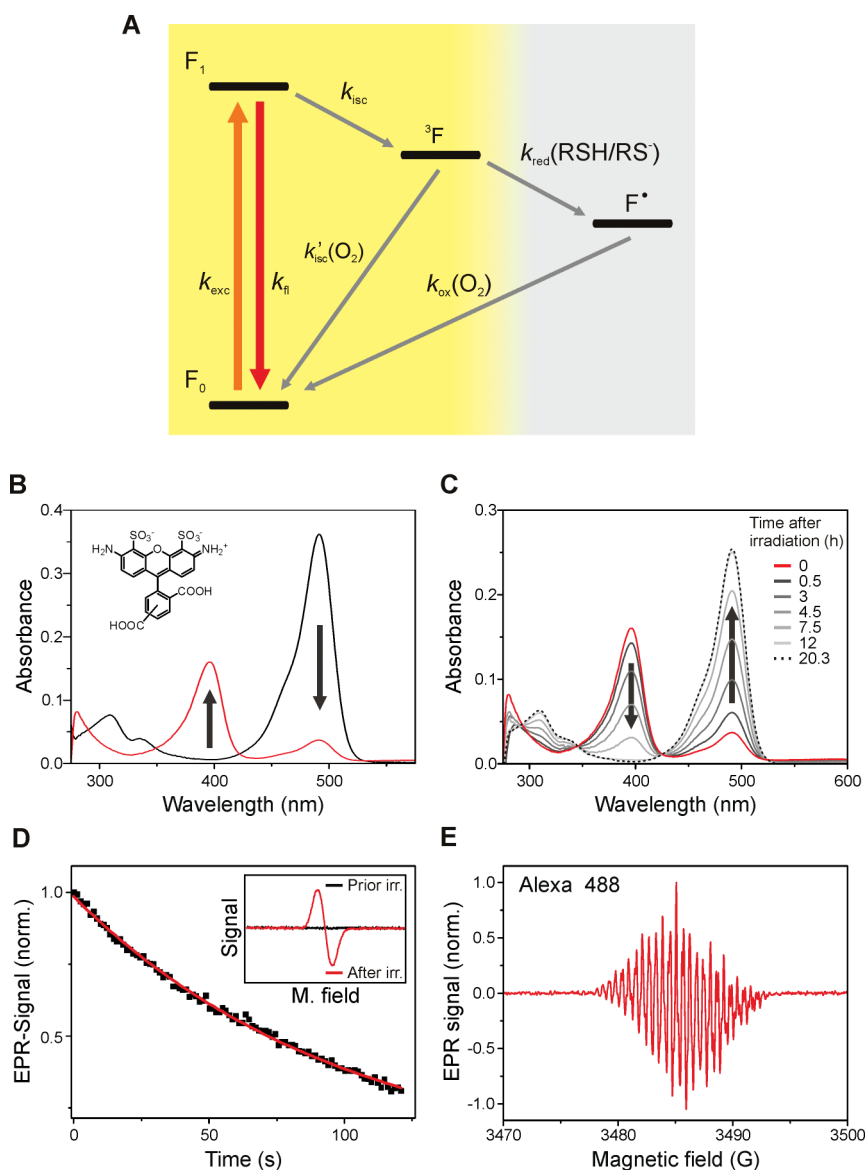 A
F1
kisc
3F
kred(RSH/RS-)
F•
k'isc(O2)
kexc
kfl
kox(O2)
F0
B
0.4
0.3
0.2
0.1
0.0
Absorbance
SO3-
SO3-
H2N
O
NH2+
COOH
HOOC
300
400
500
Wavelength (nm)
C
0.3
0.2
0.1
0.0
Absorbance
Time after
irradiation (h)
0
0.5
3
4.5
7.5
12
20.3
300
400
500
600
Wavelength (nm)
D
1.0
0.5
EPR-Signal (norm.)
Signal
Prior irr.
After irr.
M. field
0
50
100
Time (s)
E
Alexa 488
1.0
0.5
0.0
-0.5
-1.0
EPR signal (norm.)
3470
3480
3490
3500
Magnetic field (G)